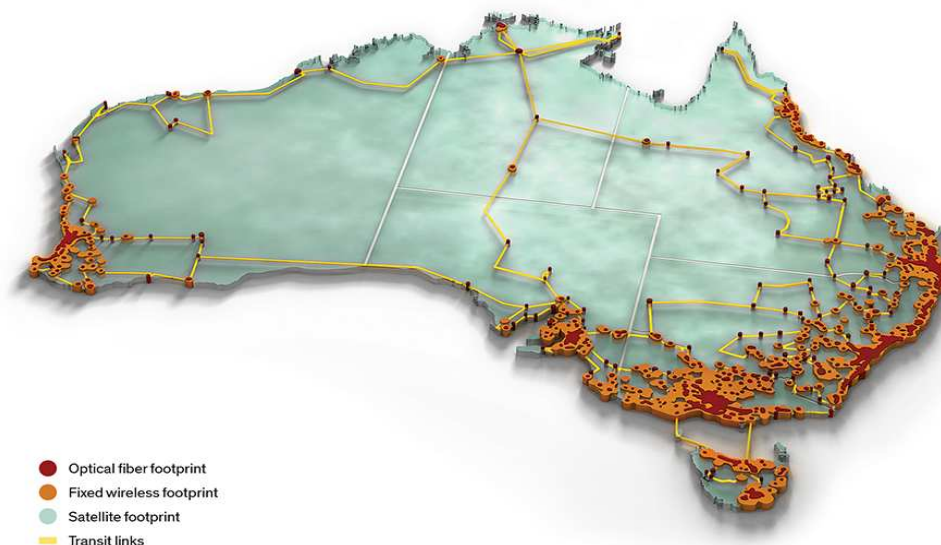 Optical fiber footprint
Fixed wireless footprint
Satellite footprint
Transit links